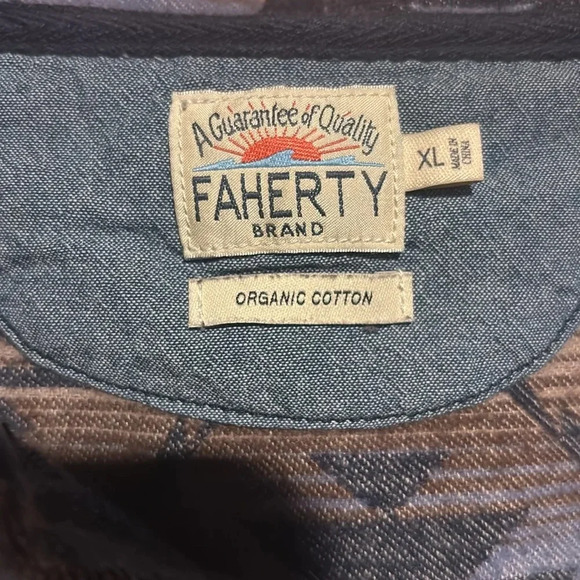 A Guarantee of Quality
FAHERTY
BRAND
XL
MADE IN
CHINA
ORGANIC COTTON